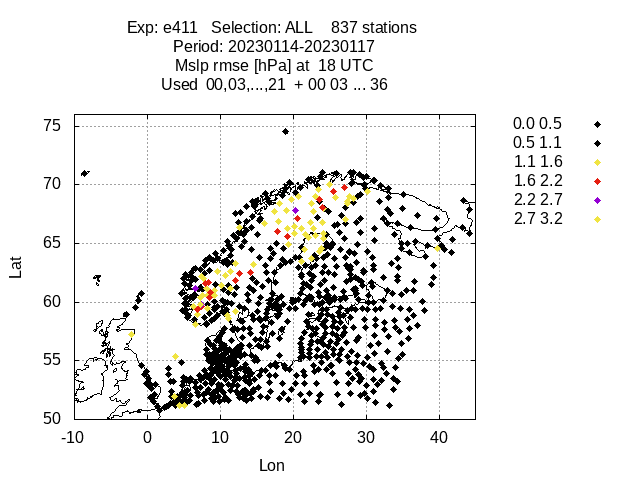 Exp: e411   Selection: ALL    837 stations
Period: 20230114-20230117
Mslp rmse [hPa] at  18 UTC
Used  00,03,...,21  + 00 03 ... 36
0.0 0.5
0.5 1.1
1.1 1.6
1.6 2.2
2.2 2.7
2.7 3.2
75
70
65
60
55
50
Lat
-10 0 10 20 30 40
Lon